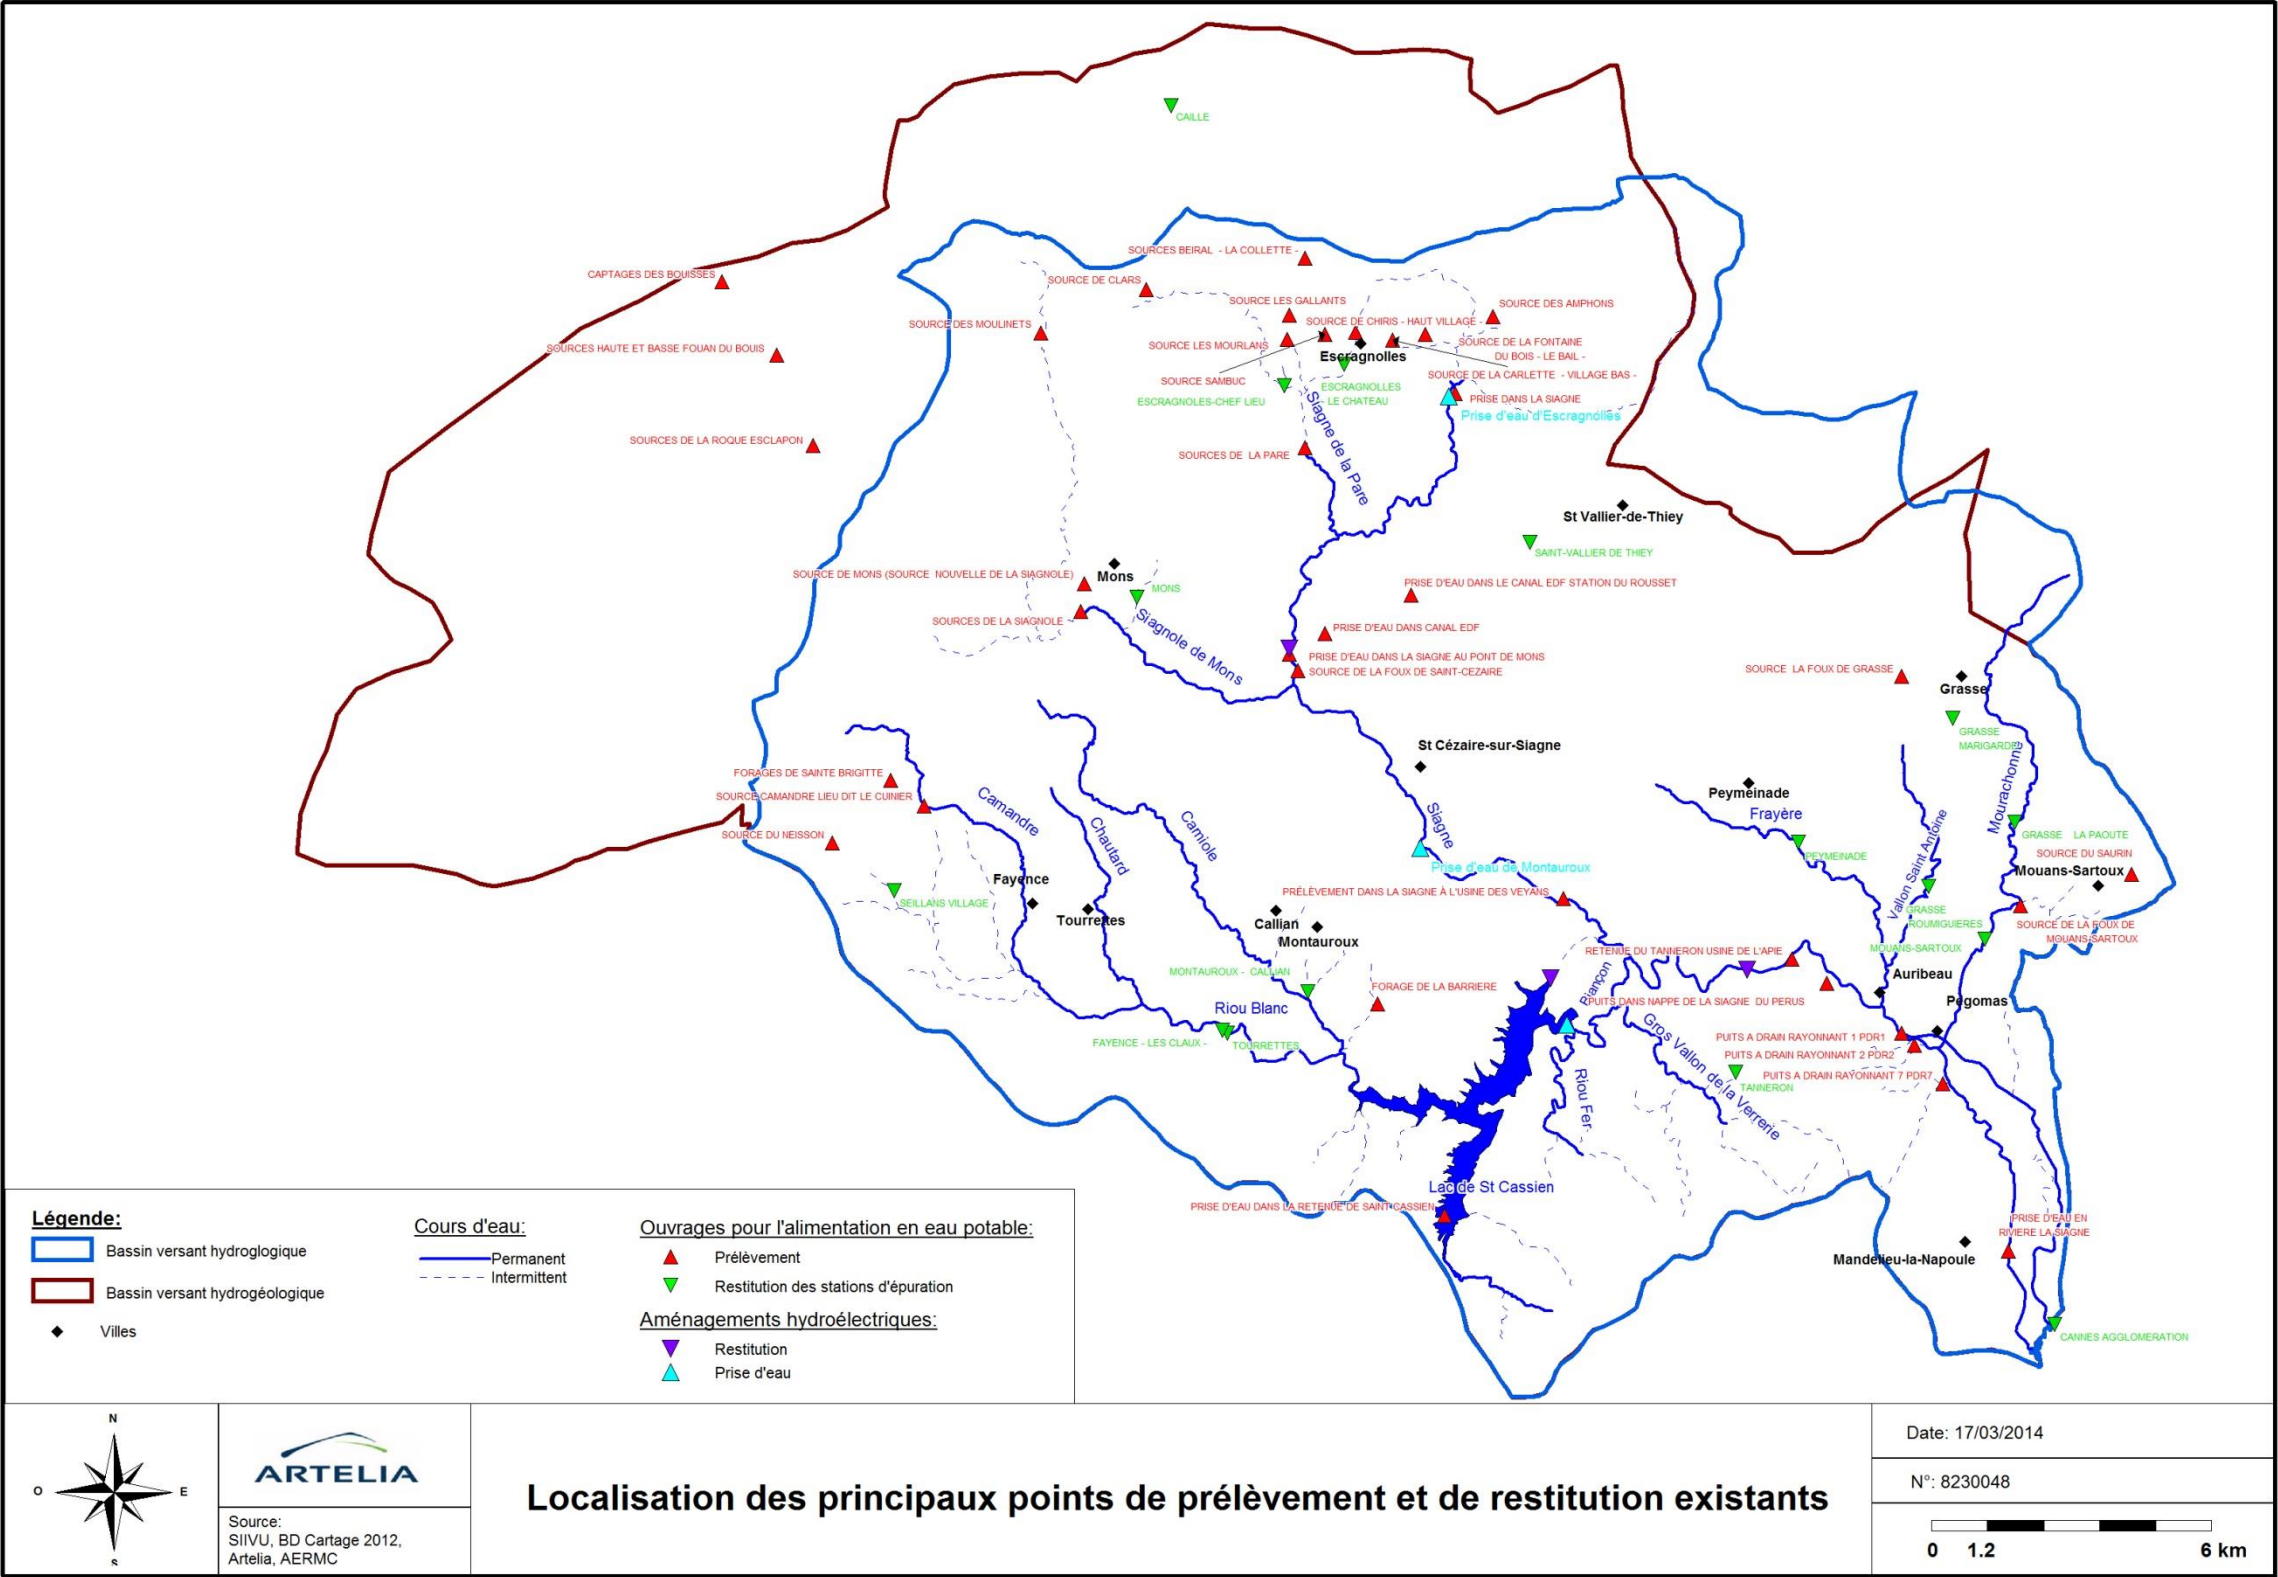 CAILLE
SOURCES BEIRAL - LA COLLETTE -
CAPTAGES DES BOUISSES
SOURCE DE CLARS
SOURCE LES GALLANTS
SOURCE DES AMPHONS
SOURCE DES MOULINETS
SOURCE DE CHIRIS - HAUT VILLAGE -
SOURCES HAUTE ET BASSE FOUAN DU BOUIS
SOURCE LES MOURLANS
SOURCE DE LA FONTAINE
DU BOIS - LE BAIL -
Escragnolles
SOURCE SAMBUC
SOURCE DE LA CARLETTE - VILLAGE BAS -
ESCRAGNOLES-CHEF LIEU
ESCRAGNOLLES
LE CHATEAU
PRISE DANS LA SIAGNE
Prise d'eau d'Escragnolles
Siagne de la Pare
SOURCES DE LA ROQUE ESCLAPON
SOURCES DE LA PARE
St Vallier-de-Thiey
SAINT-VALLIER DE THIEY
SOURCE DE MONS (SOURCE NOUVELLE DE LA SIAGNOLE)
Mons
MONS
PRISE D'EAU DANS LE CANAL EDF STATION DU ROUSSET
SOURCES DE LA SIAGNOLE
Siagnole de Mons
PRISE D'EAU DANS CANAL EDF
PRISE D'EAU DANS LA SIAGNE AU PONT DE MONS
SOURCE DE LA FOUX DE SAINT-CEZAIRE
SOURCE LA FOUX DE GRASSE
Grasse
GRASSE
MARIGARDE
St Cézaire-sur-Siagne
FORAGES DE SAINTE BRIGITTE
SOURCE CAMANDRE LIEU DIT LE CUINIER
Camandre
Chautard
Camiole
Siagne
Peymeinade
Frayère
Vallon Saint Antoine
Mourachonne
SOURCE DU NEISSON
GRASSE LA PAOUTE
SOURCE DU SAURIN
PEYMEINADE
Prise d'eau de Montauroux
Mouans-Sartoux
Fayence
PRÉLÈVEMENT DANS LA SIAGNE À L'USINE DES VEYANS
SEILLANS VILLAGE
Tourrettes
Callian
Montauroux
GRASSE
ROUMIGUIERES
SOURCE DE LA FOUX DE
MOUANS-SARTOUX
MOUANS-SARTOUX
RETENUE DU TANNERON USINE DE L'APIE
MONTAUROUX - CALLIAN
Auribeau
FORAGE DE LA BARRIERE
Biançon
PUITS DANS NAPPE DE LA SIAGNE DU PERUS
Pégomas
Riou Blanc
Gros Vallon de la Verrerie
FAYENCE - LES CLAUX -
TOURRETTES
PUITS A DRAIN RAYONNANT 1 PDR1
PUITS A DRAIN RAYONNANT 2 PDR2
PUITS A DRAIN RAYONNANT 7 PDR7
TANNERON
Riou Fer
Lac de St Cassien
PRISE D'EAU DANS LA RETENUE DE SAINT-CASSIEN
PRISE D'EAU EN
RIVIERE LA SIAGNE
Mandelieu-la-Napoule
CANNES AGGLOMERATION
Légende:
Bassin versant hydroglogique
Bassin versant hydrogéologique
Villes
Cours d'eau:
Permanent
Intermittent
Ouvrages pour l'alimentation en eau potable:
Prélèvement
Restitution des stations d'épuration
Aménagements hydroélectriques:
Restitution
Prise d'eau
N
O
E
S
ARTELIA
Source:
SIIVU, BD Cartage 2012,
Artelia, AERMC
Localisation des principaux points de prélèvement et de restitution existants
Date: 17/03/2014
N°: 8230048
0 1.2 6 km